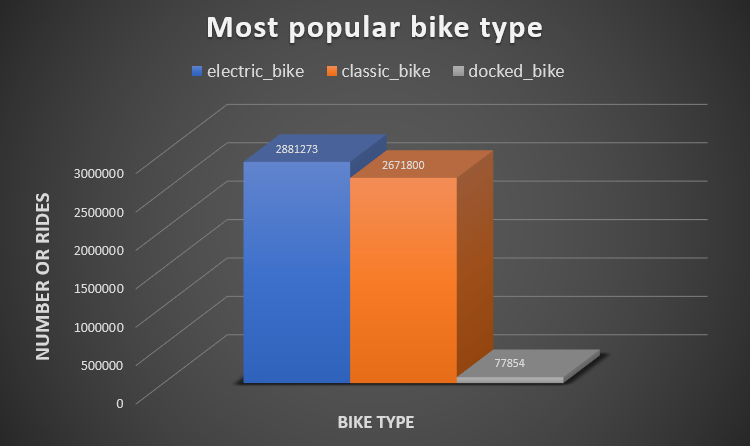 Most popular bike type
electric_bike classic_bike docked_bike
3000000
2500000
2000000
1500000
1000000
500000
0
NUMBER OR RIDES
2881273
2671800
77854
BIKE TYPE